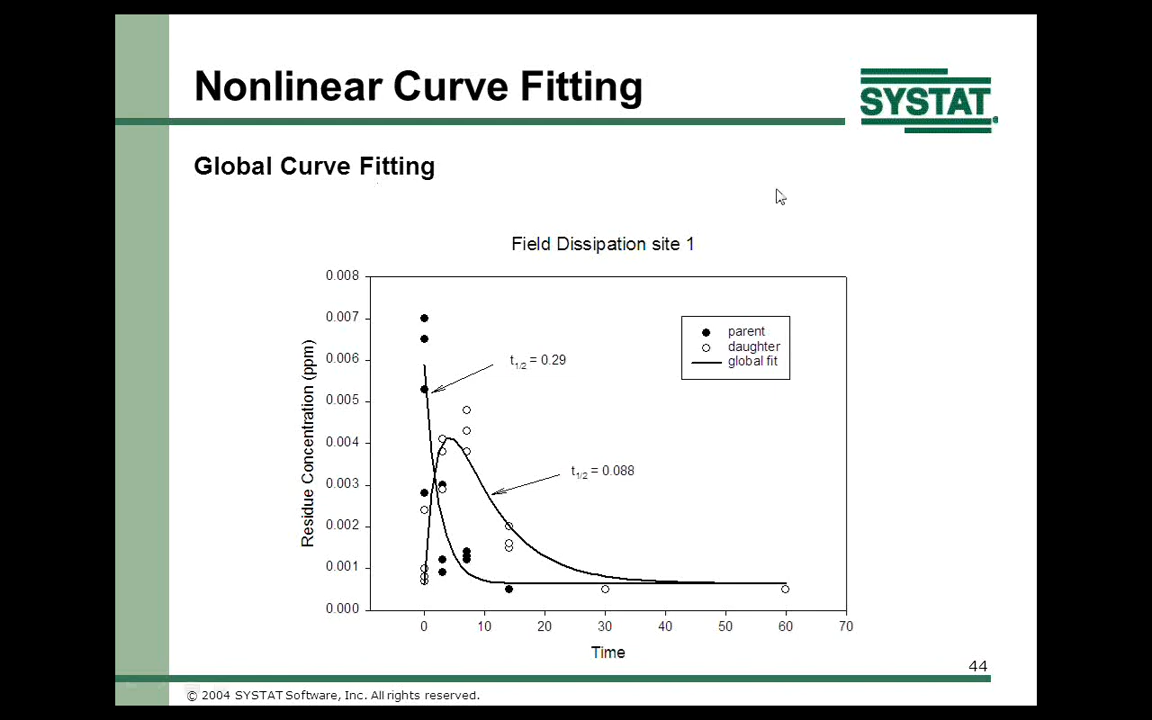 Nonlinear Curve Fitting
SYSTAT®
Global Curve Fitting
Field Dissipation site 1
0.008
0.007
0.006
0.005
0.004
0.003
0.002
0.001
0.000
Residue Concentration (ppm)
parent
daughter
global fit
t1/2 = 0.29
t1/2 = 0.088
0 10 20 30 40 50 60 70
Time
44
© 2004 SYSTAT Software, Inc. All rights reserved.